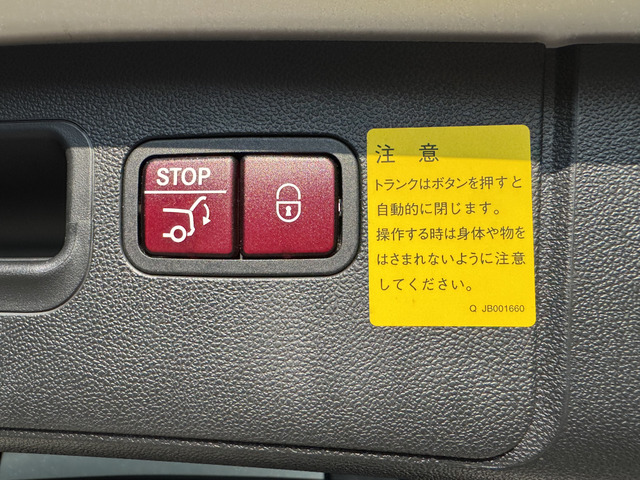 STOP
注意
トランクはボタンを押すと
自動的に閉じます。
操作する時は身体や物を
はさまれないように注意
してください。
Q JB001660